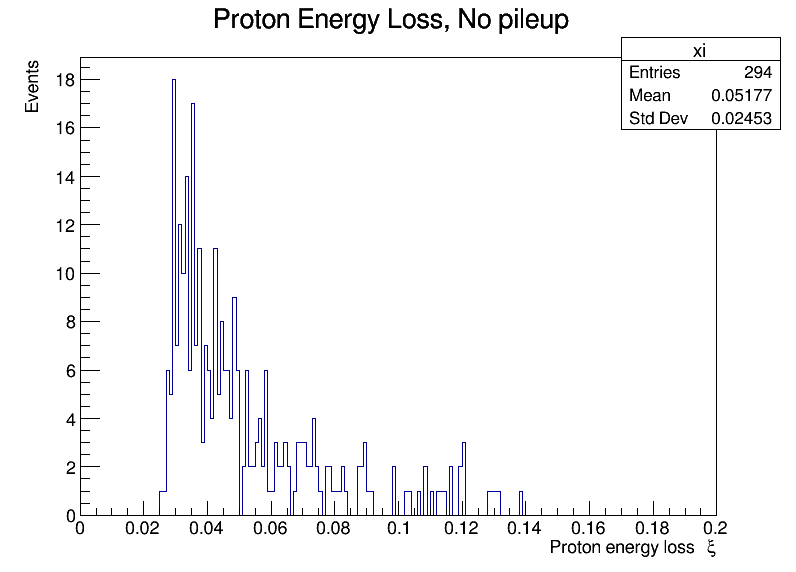 Proton Energy Loss, No pileup
xi
Entries 294
Mean 0.05177
Std Dev 0.02453
Events
18
16
14
12
10
8
6
4
2
0
0 0.02 0.04 0.06 0.08 0.1 0.12 0.14 0.16 0.18 0.2
Proton energy loss ξ